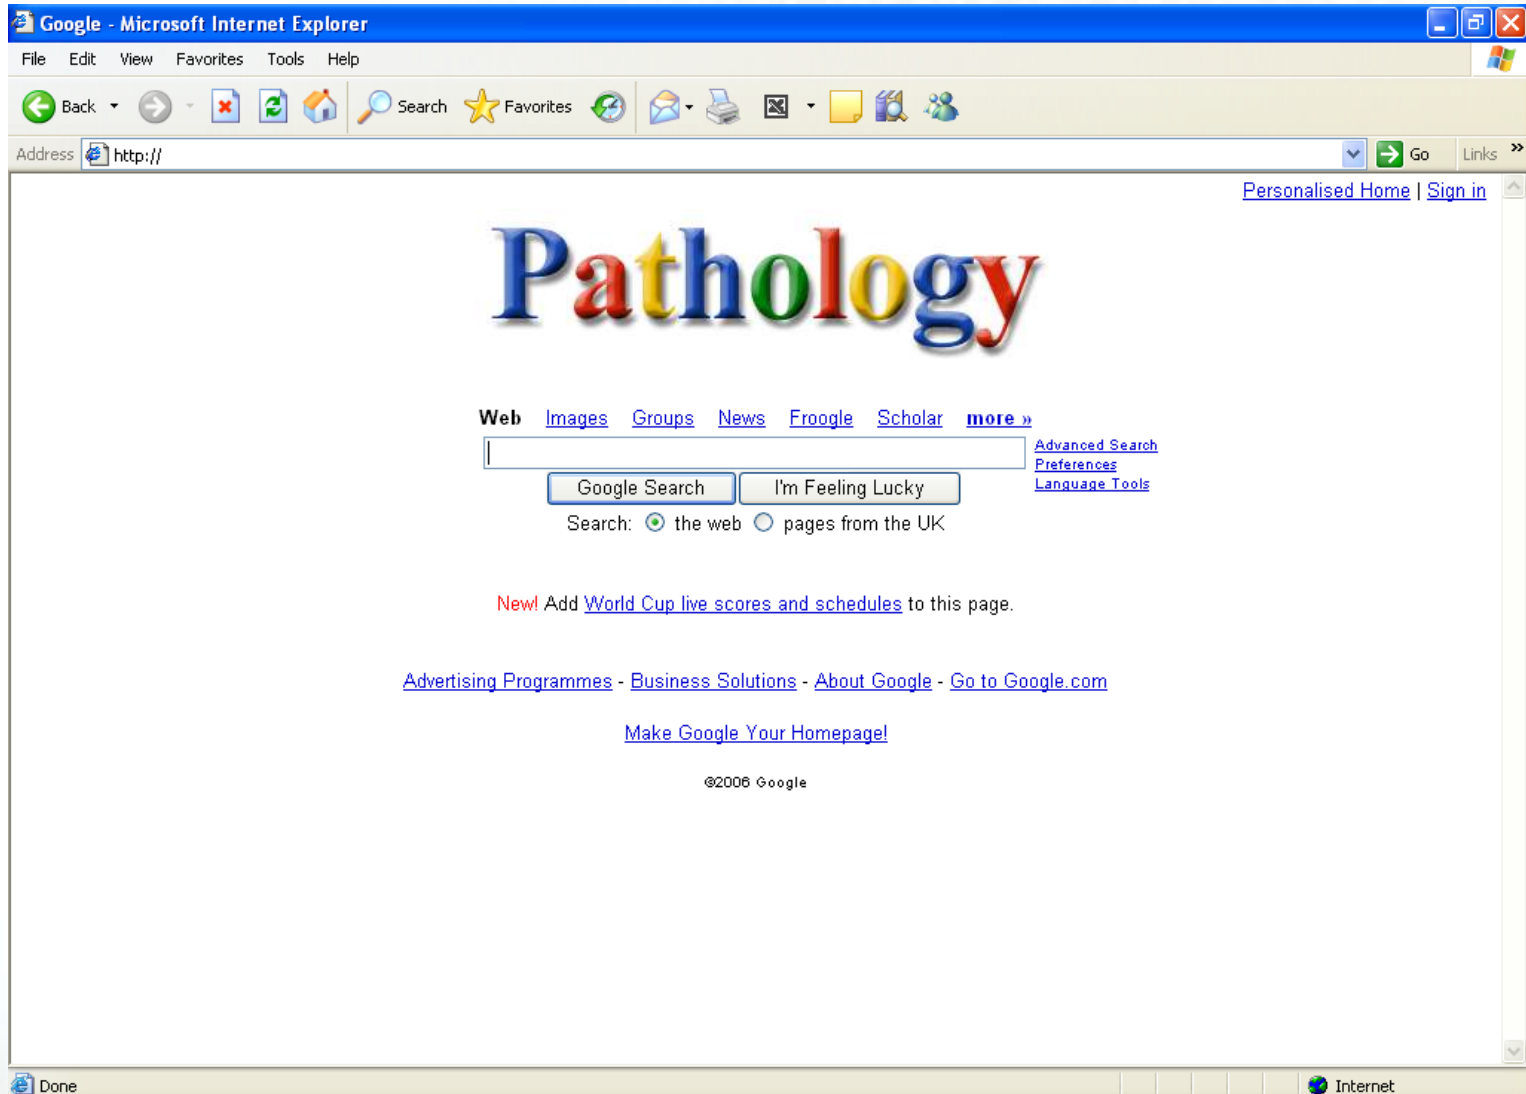 Google - Microsoft Internet Explorer
File Edit View Favorites Tools Help
Back Search Favorites
Address http:// Go Links »
Personalised Home | Sign in
Pathology
Web Images Groups News Froogle Scholar more »
Advanced Search
Preferences
Language Tools
Google Search I'm Feeling Lucky
Search: the web pages from the UK
New! Add World Cup live scores and schedules to this page.
Advertising Programmes - Business Solutions - About Google - Go to Google.com
Make Google Your Homepage!
©2006 Google
Done Internet